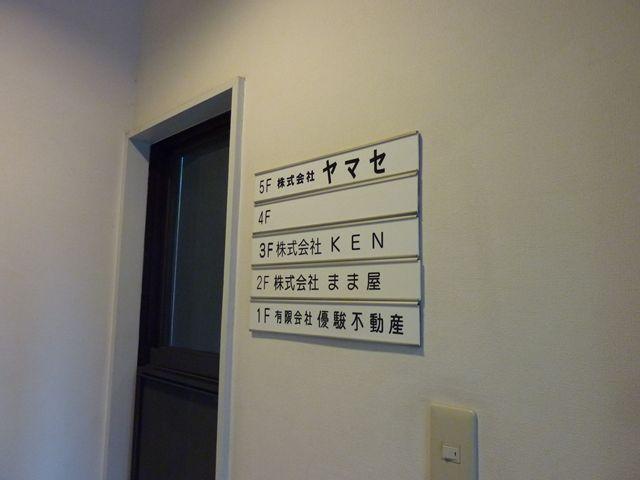 5F 株式会社 ヤマセ
4F
3F 株式会社 KEN
2F 株式会社 まま屋
1F 有限会社 優駿不動産